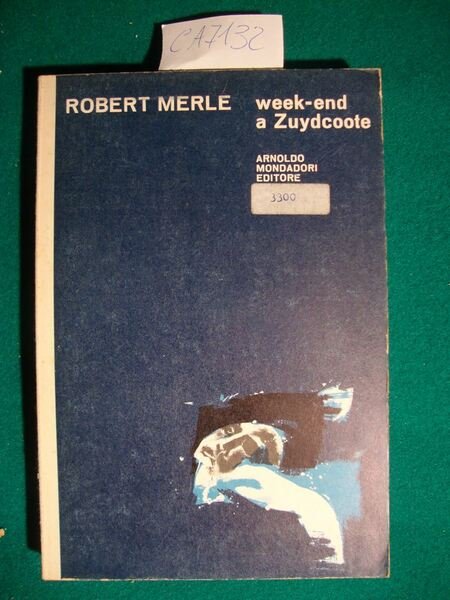 CA7132
ROBERT MERLE
week-end
a Zuydcoote
ARNOLDO
MONDADORI
EDITORE
3300